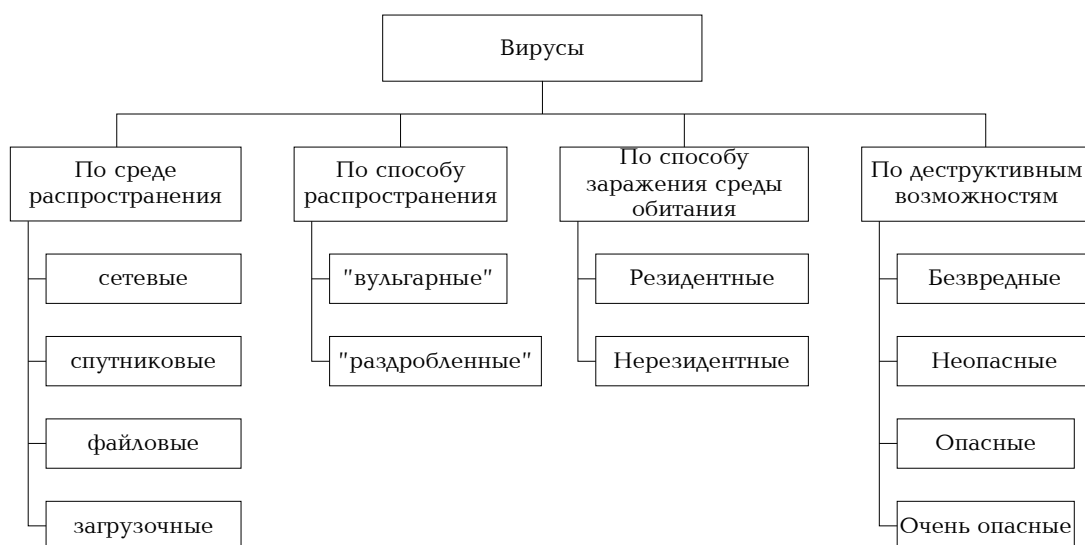 Вирусы
По среде
распространения
сетевые
спутниковые
файловые
загрузочные
По способу
распространения
"вульгарные"
"раздробленные"
По способу
заражения среды
обитания
Резидентные
Нерезидентные
По деструктивным
возможностям
Безвредные
Неопасные
Опасные
Очень опасные